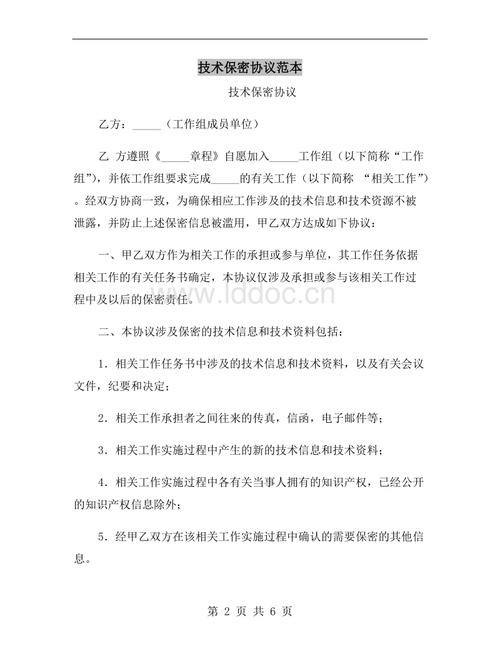 技术保密协议范本
技术保密协议
乙方：_____（工作组成员单位）
乙 方遵照《_____章程》自愿加入_____工作组（以下简称“工作
组”），并依工作组要求完成_____的有关工作（以下简称 “相关工作”）
。经双方协商一致，为确保相应工作涉及的技术信息和技术资源不被
泄露，并防止上述保密信息被滥用，甲乙双方达成如下协议：
一、甲乙双方作为相关工作的承担或参与单位，其工作任务依据
相关工作的有关任务书确定，本协议仅涉及承担或参与该相关工作过
程中及以后的保密责任。
www.lddoc.cn
二、本协议涉及保密的技术信息和技术资料包括：
1．相关工作任务书中涉及的技术信息和技术资料，以及有关会议
文件，纪要和决定；
2．相关工作承担者之间往来的传真，信函，电子邮件等；
3．相关工作实施过程中产生的新的技术信息和技术资料；
4．相关工作实施过程中各有关当事人拥有的知识产权，已经公开
的知识产权信息除外；
5．经甲乙双方在该相关工作实施过程中确认的需要保密的其他信
息。
第 2 页 共 6 页